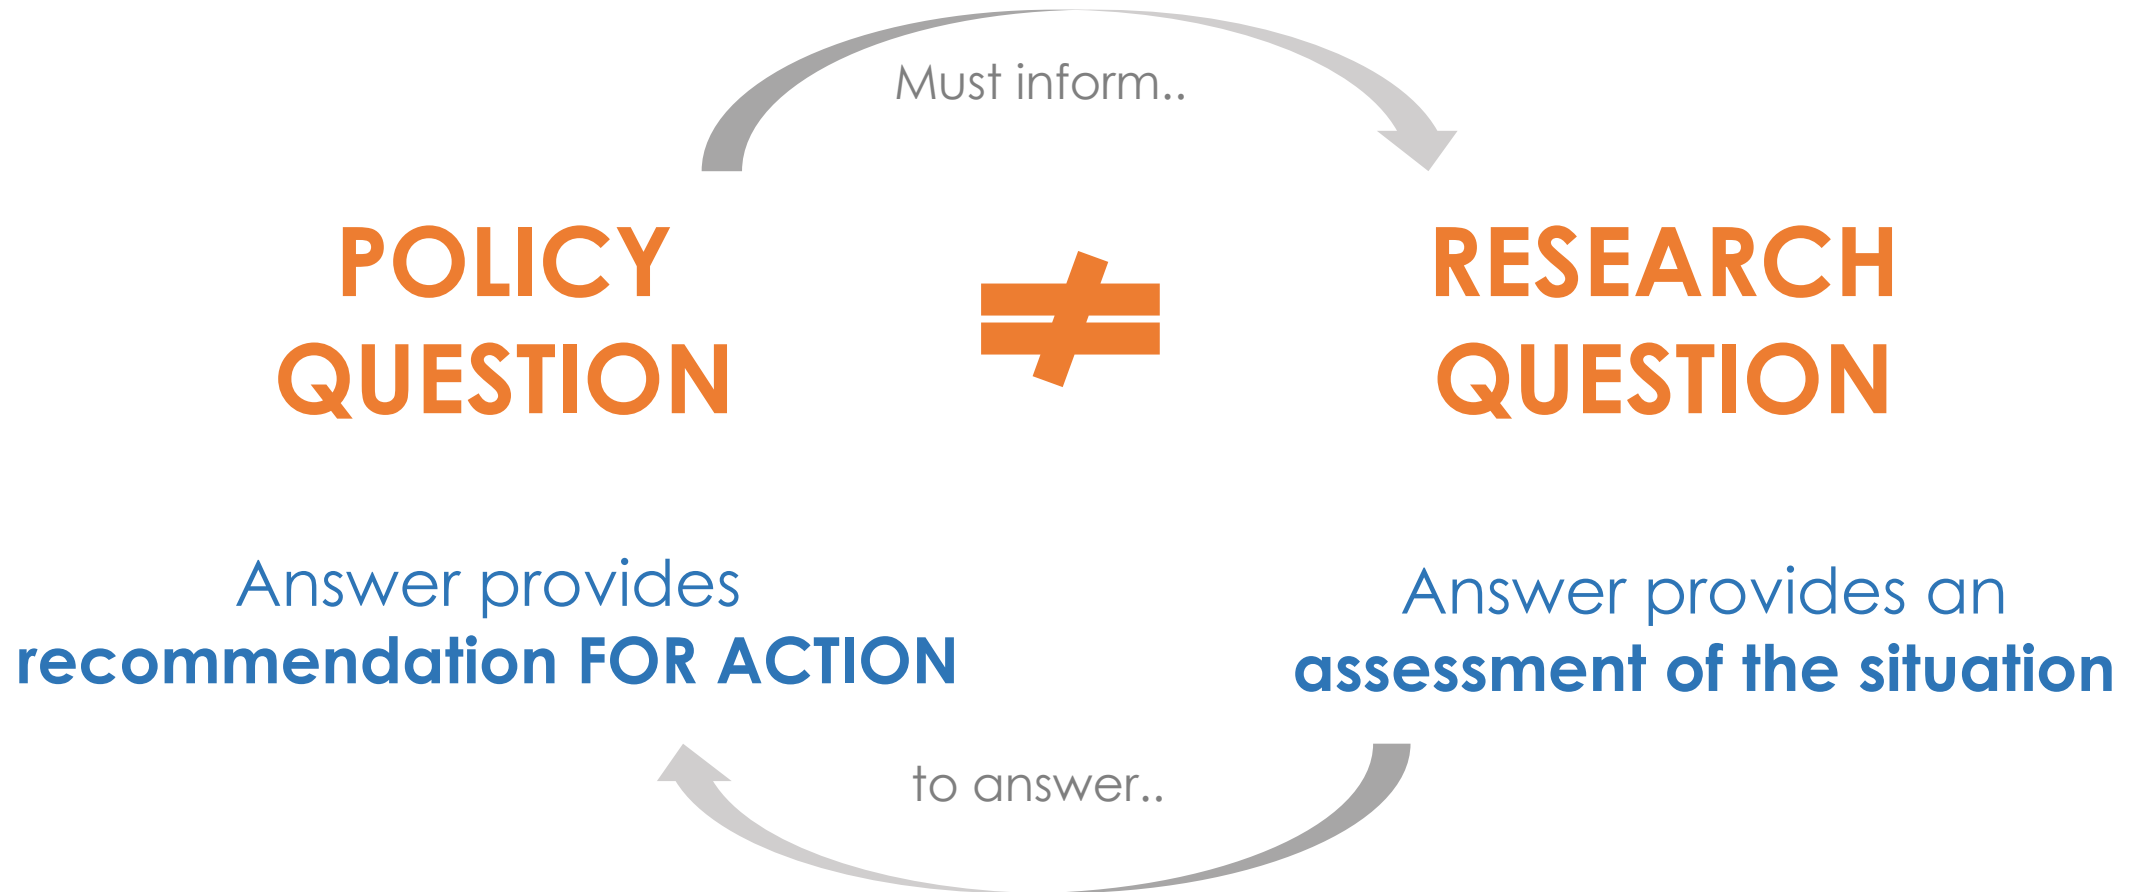 Must inform..
POLICY
QUESTION
≠
RESEARCH
QUESTION
Answer provides
recommendation FOR ACTION
Answer provides an
assessment of the situation
to answer..